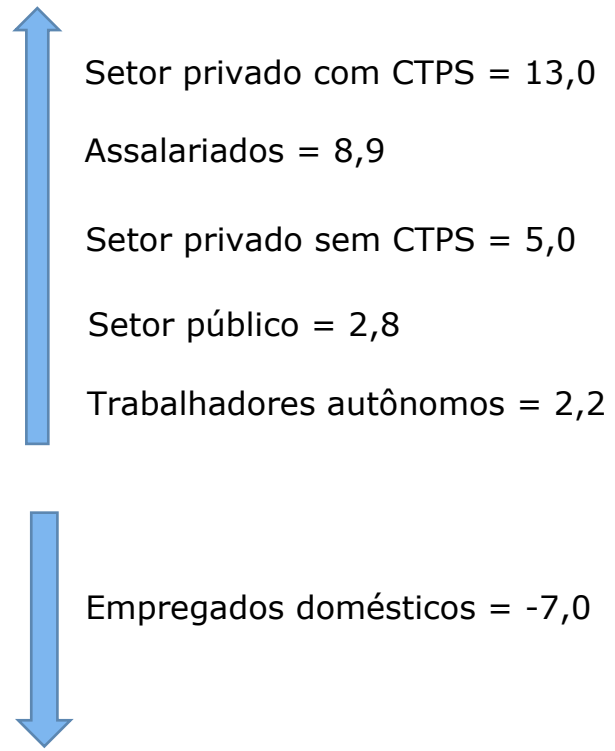 Setor privado com CTPS = 13,0
Assalariados = 8,9
Setor privado sem CTPS = 5,0
Setor público = 2,8
Trabalhadores autônomos = 2,2
Empregados domésticos = -7,0